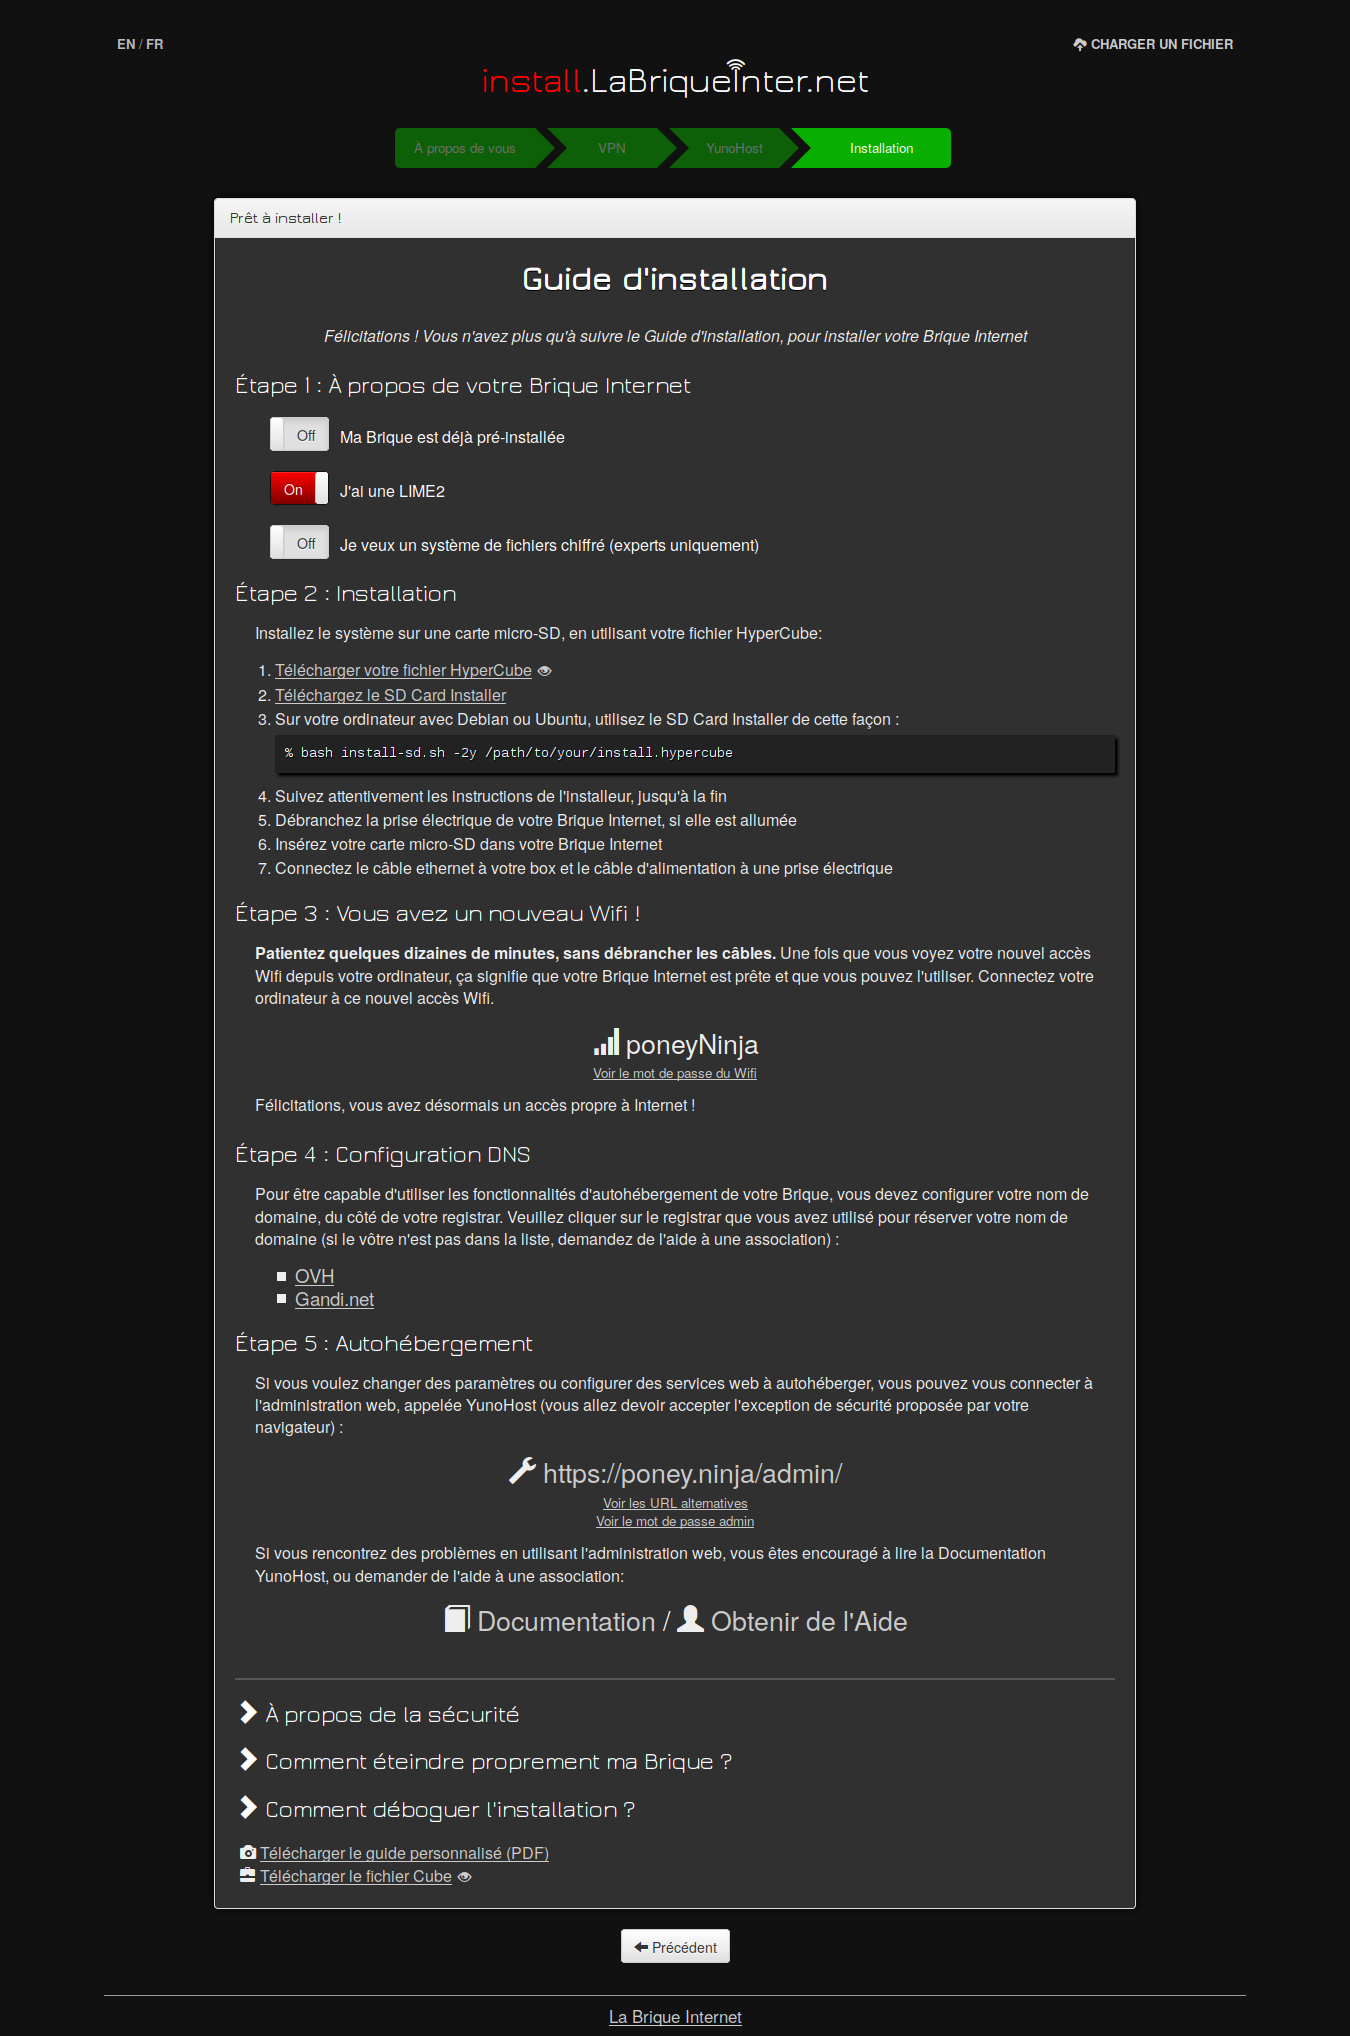 EN / FR
CHARGER UN FICHIER
install.LaBriqueInter.net
À propos de vous
VPN
YunoHost
Installation
Prêt à installer !
Guide d'installation
Félicitations ! Vous n'avez plus qu'à suivre le Guide d'installation, pour installer votre Brique Internet
Étape 1 : À propos de votre Brique Internet
Off
Ma Brique est déjà pré-installée
On
J'ai une LIME2
Off
Je veux un système de fichiers chiffré (experts uniquement)
Étape 2 : Installation
Installez le système sur une carte micro-SD, en utilisant votre fichier HyperCube:
1. Télécharger votre fichier HyperCube
2. Téléchargez le SD Card Installer
3. Sur votre ordinateur avec Debian ou Ubuntu, utilisez le SD Card Installer de cette façon :
% bash install-sd.sh -2y /path/to/your/install.hypercube
4. Suivez attentivement les instructions de l'installeur, jusqu'à la fin
5. Débranchez la prise électrique de votre Brique Internet, si elle est allumée
6. Insérez votre carte micro-SD dans votre Brique Internet
7. Connectez le câble ethernet à votre box et le câble d'alimentation à une prise électrique
Étape 3 : Vous avez un nouveau Wifi !
Patientez quelques dizaines de minutes, sans débrancher les câbles. Une fois que vous voyez votre nouvel accès
Wifi depuis votre ordinateur, ça signifie que votre Brique Internet est prête et que vous pouvez l'utiliser. Connectez votre
ordinateur à ce nouvel accès Wifi.
poneyNinja
Voir le mot de passe du Wifi
Félicitations, vous avez désormais un accès propre à Internet !
Étape 4 : Configuration DNS
Pour être capable d'utiliser les fonctionnalités d'autohébergement de votre Brique, vous devez configurer votre nom de
domaine, du côté de votre registrar. Veuillez cliquer sur le registrar que vous avez utilisé pour réserver votre nom de
domaine (si le vôtre n'est pas dans la liste, demandez de l'aide à une association) :
OVH
Gandi.net
Étape 5 : Autohébergement
Si vous voulez changer des paramètres ou configurer des services web à autohéberger, vous pouvez vous connecter à
l'administration web, appelée YunoHost (vous allez devoir accepter l'exception de sécurité proposée par votre
navigateur) :
https://poney.ninja/admin/
Voir les URL alternatives
Voir le mot de passe admin
Si vous rencontrez des problèmes en utilisant l'administration web, vous êtes encouragé à lire la Documentation
YunoHost, ou demander de l'aide à une association:
Documentation / Obtenir de l'Aide
À propos de la sécurité
Comment éteindre proprement ma Brique ?
Comment déboguer l'installation ?
Télécharger le guide personnalisé (PDF)
Télécharger le fichier Cube
Précédent
La Brique Internet